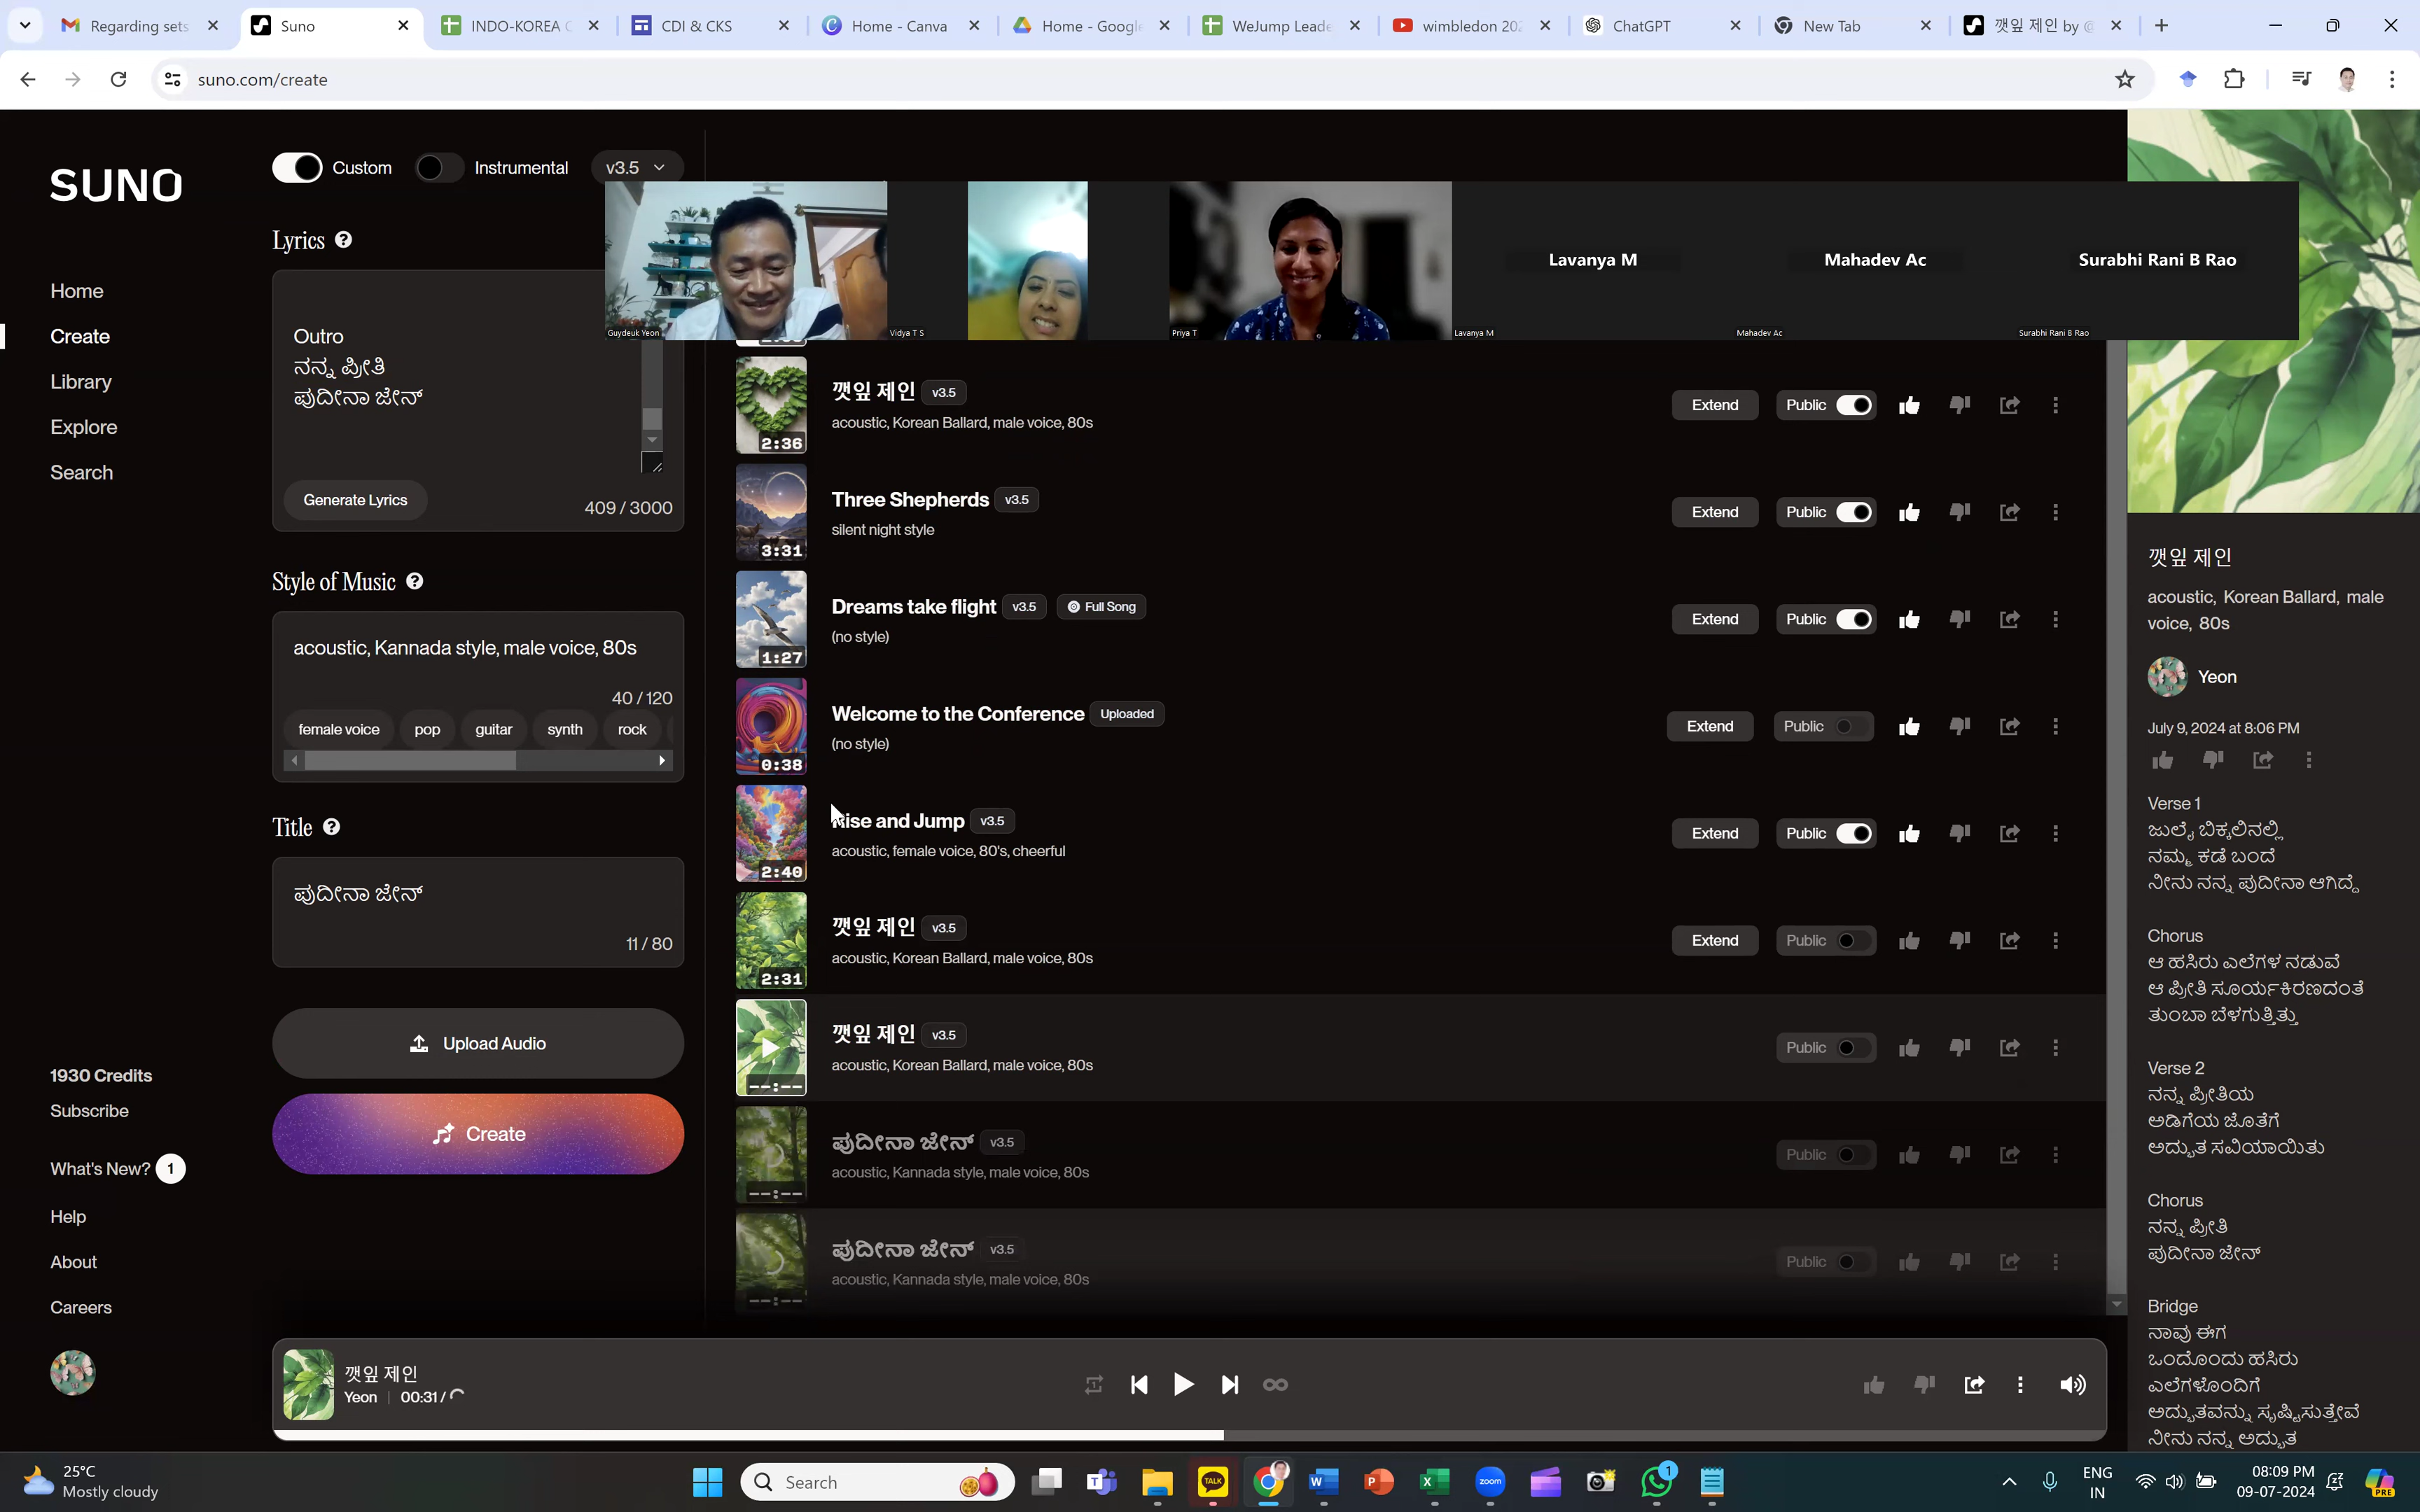 Regarding sets
Suno
INDO-KOREA C
CDI & CKS
Home - Canva
Home - Google
WeJump Leade
wimbledon 202
ChatGPT
New Tab
깻잎 제인 by @
suno.com/create
SUNO
Home
Create
Library
Explore
Search
1930 Credits
Subscribe
What's New? 1
Help
About
Careers
Custom
Instrumental
v3.5
Lyrics
Outro
ನನ್ನ ಪ್ರೀತಿ
ಪುದೀನಾ ಜೇನ್
Generate Lyrics
409 / 3000
Style of Music
acoustic, Kannada style, male voice, 80s
40 / 120
female voice
pop
guitar
synth
rock
Title
ಪುದೀನಾ ಜೇನ್
11 / 80
Upload Audio
Create
Guydeuk Yeon
Vidya T S
Priya T
Lavanya M
Lavanya M
Mahadev Ac
Mahadev Ac
Surabhi Rani B Rao
Surabhi Rani B Rao
깻잎 제인 v3.5
acoustic, Korean Ballard, male voice, 80s
2:36
Extend
Public
Three Shepherds v3.5
silent night style
3:31
Extend
Public
Dreams take flight v3.5 Full Song
(no style)
1:27
Extend
Public
Welcome to the Conference Uploaded
(no style)
0:38
Extend
Public
Rise and Jump v3.5
acoustic, female voice, 80's, cheerful
2:40
Extend
Public
깻잎 제인 v3.5
acoustic, Korean Ballard, male voice, 80s
2:31
Extend
Public
깻잎 제인 v3.5
acoustic, Korean Ballard, male voice, 80s
--:--
Public
ಪುದೀನಾ ಜೇನ್ v3.5
acoustic, Kannada style, male voice, 80s
--:--
Public
ಪುದೀನಾ ಜೇನ್ v3.5
acoustic, Kannada style, male voice, 80s
--:--
Public
깻잎 제인
acoustic, Korean Ballard, male
voice, 80s
Yeon
July 9, 2024 at 8:06 PM
Verse 1
ಜುಲೈ ಬಿಕ್ಕಲಿನಲ್ಲಿ
ನಮ್ಮ ಕಡೆ ಬಂದೆ
ನೀನು ನನ್ನ ಪುದೀನಾ ಆಗಿದ್ದೆ
Chorus
ಆ ಹಸಿರು ಎಲೆಗಳ ನಡುವೆ
ಆ ಪ್ರೀತಿ ಸೂರ್ಯಕಿರಣದಂತೆ
ತುಂಬಾ ಬೆಳಗುತ್ತಿತ್ತು
Verse 2
ನನ್ನ ಪ್ರೀತಿಯ
ಅಡಿಗೆಯ ಜೊತೆಗೆ
ಅದ್ಭುತ ಸವಿಯಾಯಿತು
Chorus
ನನ್ನ ಪ್ರೀತಿ
ಪುದೀನಾ ಜೇನ್
Bridge
ನಾವು ಈಗ
ಒಂದೊಂದು ಹಸಿರು
ಎಲೆಗಳೊಂದಿಗೆ
ಅದ್ಭುತವನ್ನು ಸೃಷ್ಟಿಸುತ್ತೇವೆ
ನೀನು ನನ್ನ ಅದ್ಭುತ
깻잎 제인
Yeon | 00:31 /
25°C
Mostly cloudy
Search
TALK
zoom
1
ENG
IN
08:09 PM
09-07-2024
PRE